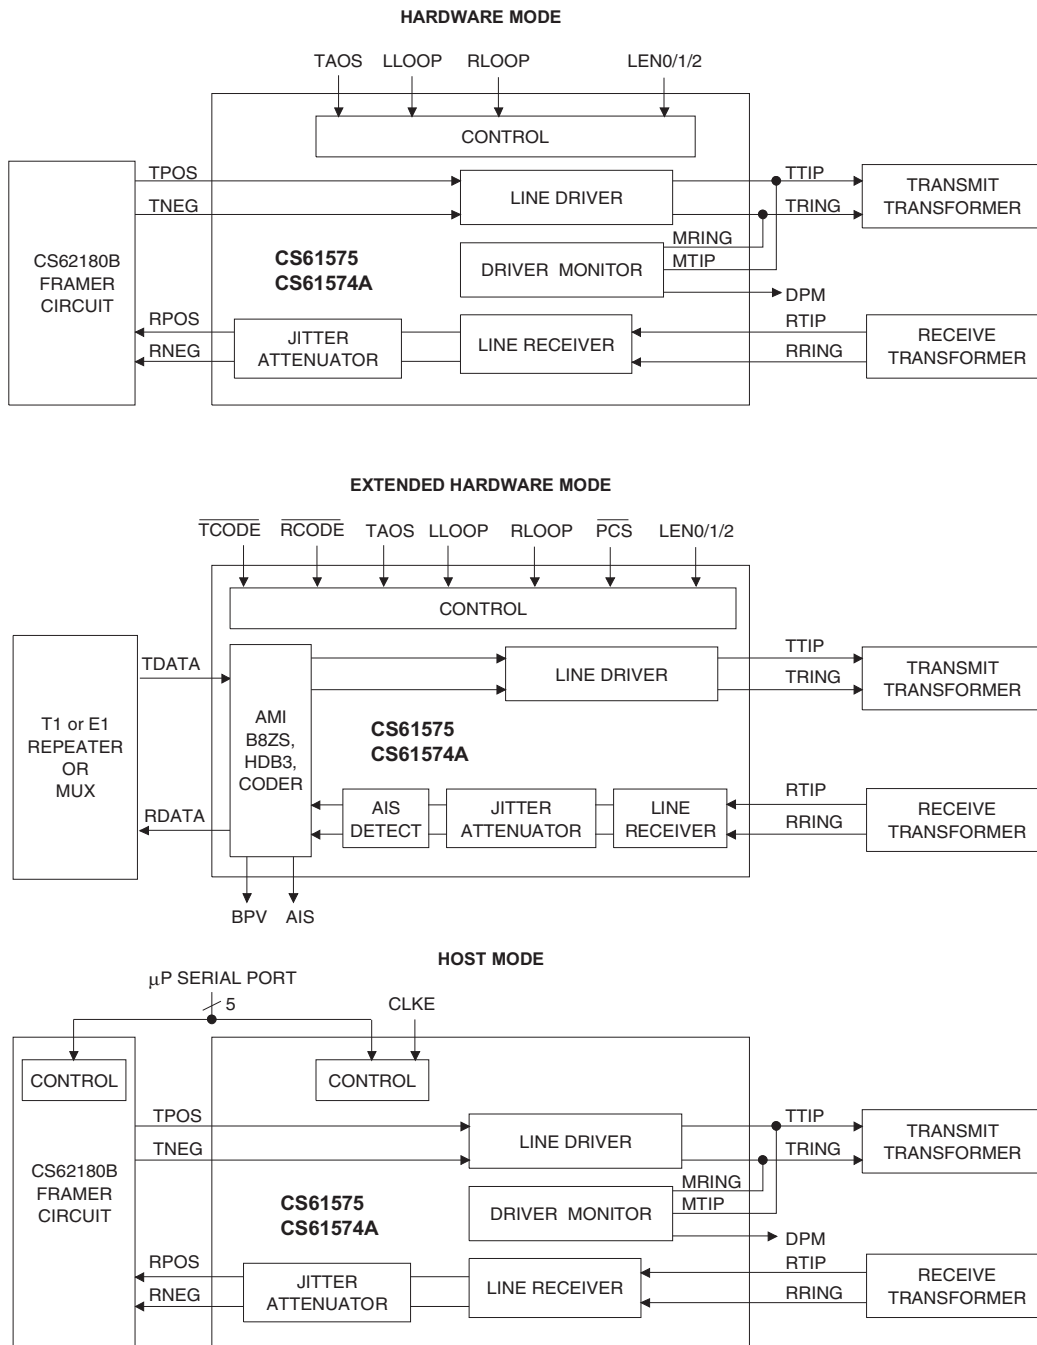 HARDWARE MODE
TAOS LLOOP RLOOP LEN0/1/2
CONTROL
TPOS
TNEG
LINE DRIVER
TTIP
TRING
TRANSMIT
TRANSFORMER
CS62180B
FRAMER
CIRCUIT
CS61575
CS61574A
DRIVER MONITOR
MRING
MTIP
DPM
RPOS
RNEG
JITTER
ATTENUATOR
LINE RECEIVER
RTIP
RRING
RECEIVE
TRANSFORMER
EXTENDED HARDWARE MODE
TCODE RCODE TAOS LLOOP RLOOP PCS LEN0/1/2
CONTROL
TDATA
LINE DRIVER
TTIP
TRING
TRANSMIT
TRANSFORMER
T1 or E1
REPEATER
OR
MUX
AMI
B8ZS,
HDB3,
CODER
CS61575
CS61574A
RDATA
AIS
DETECT
JITTER
ATTENUATOR
LINE
RECEIVER
RTIP
RRING
RECEIVE
TRANSFORMER
BPV AIS
HOST MODE
μP SERIAL PORT
5
CLKE
CONTROL
CONTROL
TPOS
TNEG
LINE DRIVER
TTIP
TRING
TRANSMIT
TRANSFORMER
CS62180B
FRAMER
CIRCUIT
CS61575
CS61574A
DRIVER MONITOR
MRING
MTIP
DPM
RPOS
RNEG
JITTER
ATTENUATOR
LINE RECEIVER
RTIP
RRING
RECEIVE
TRANSFORMER